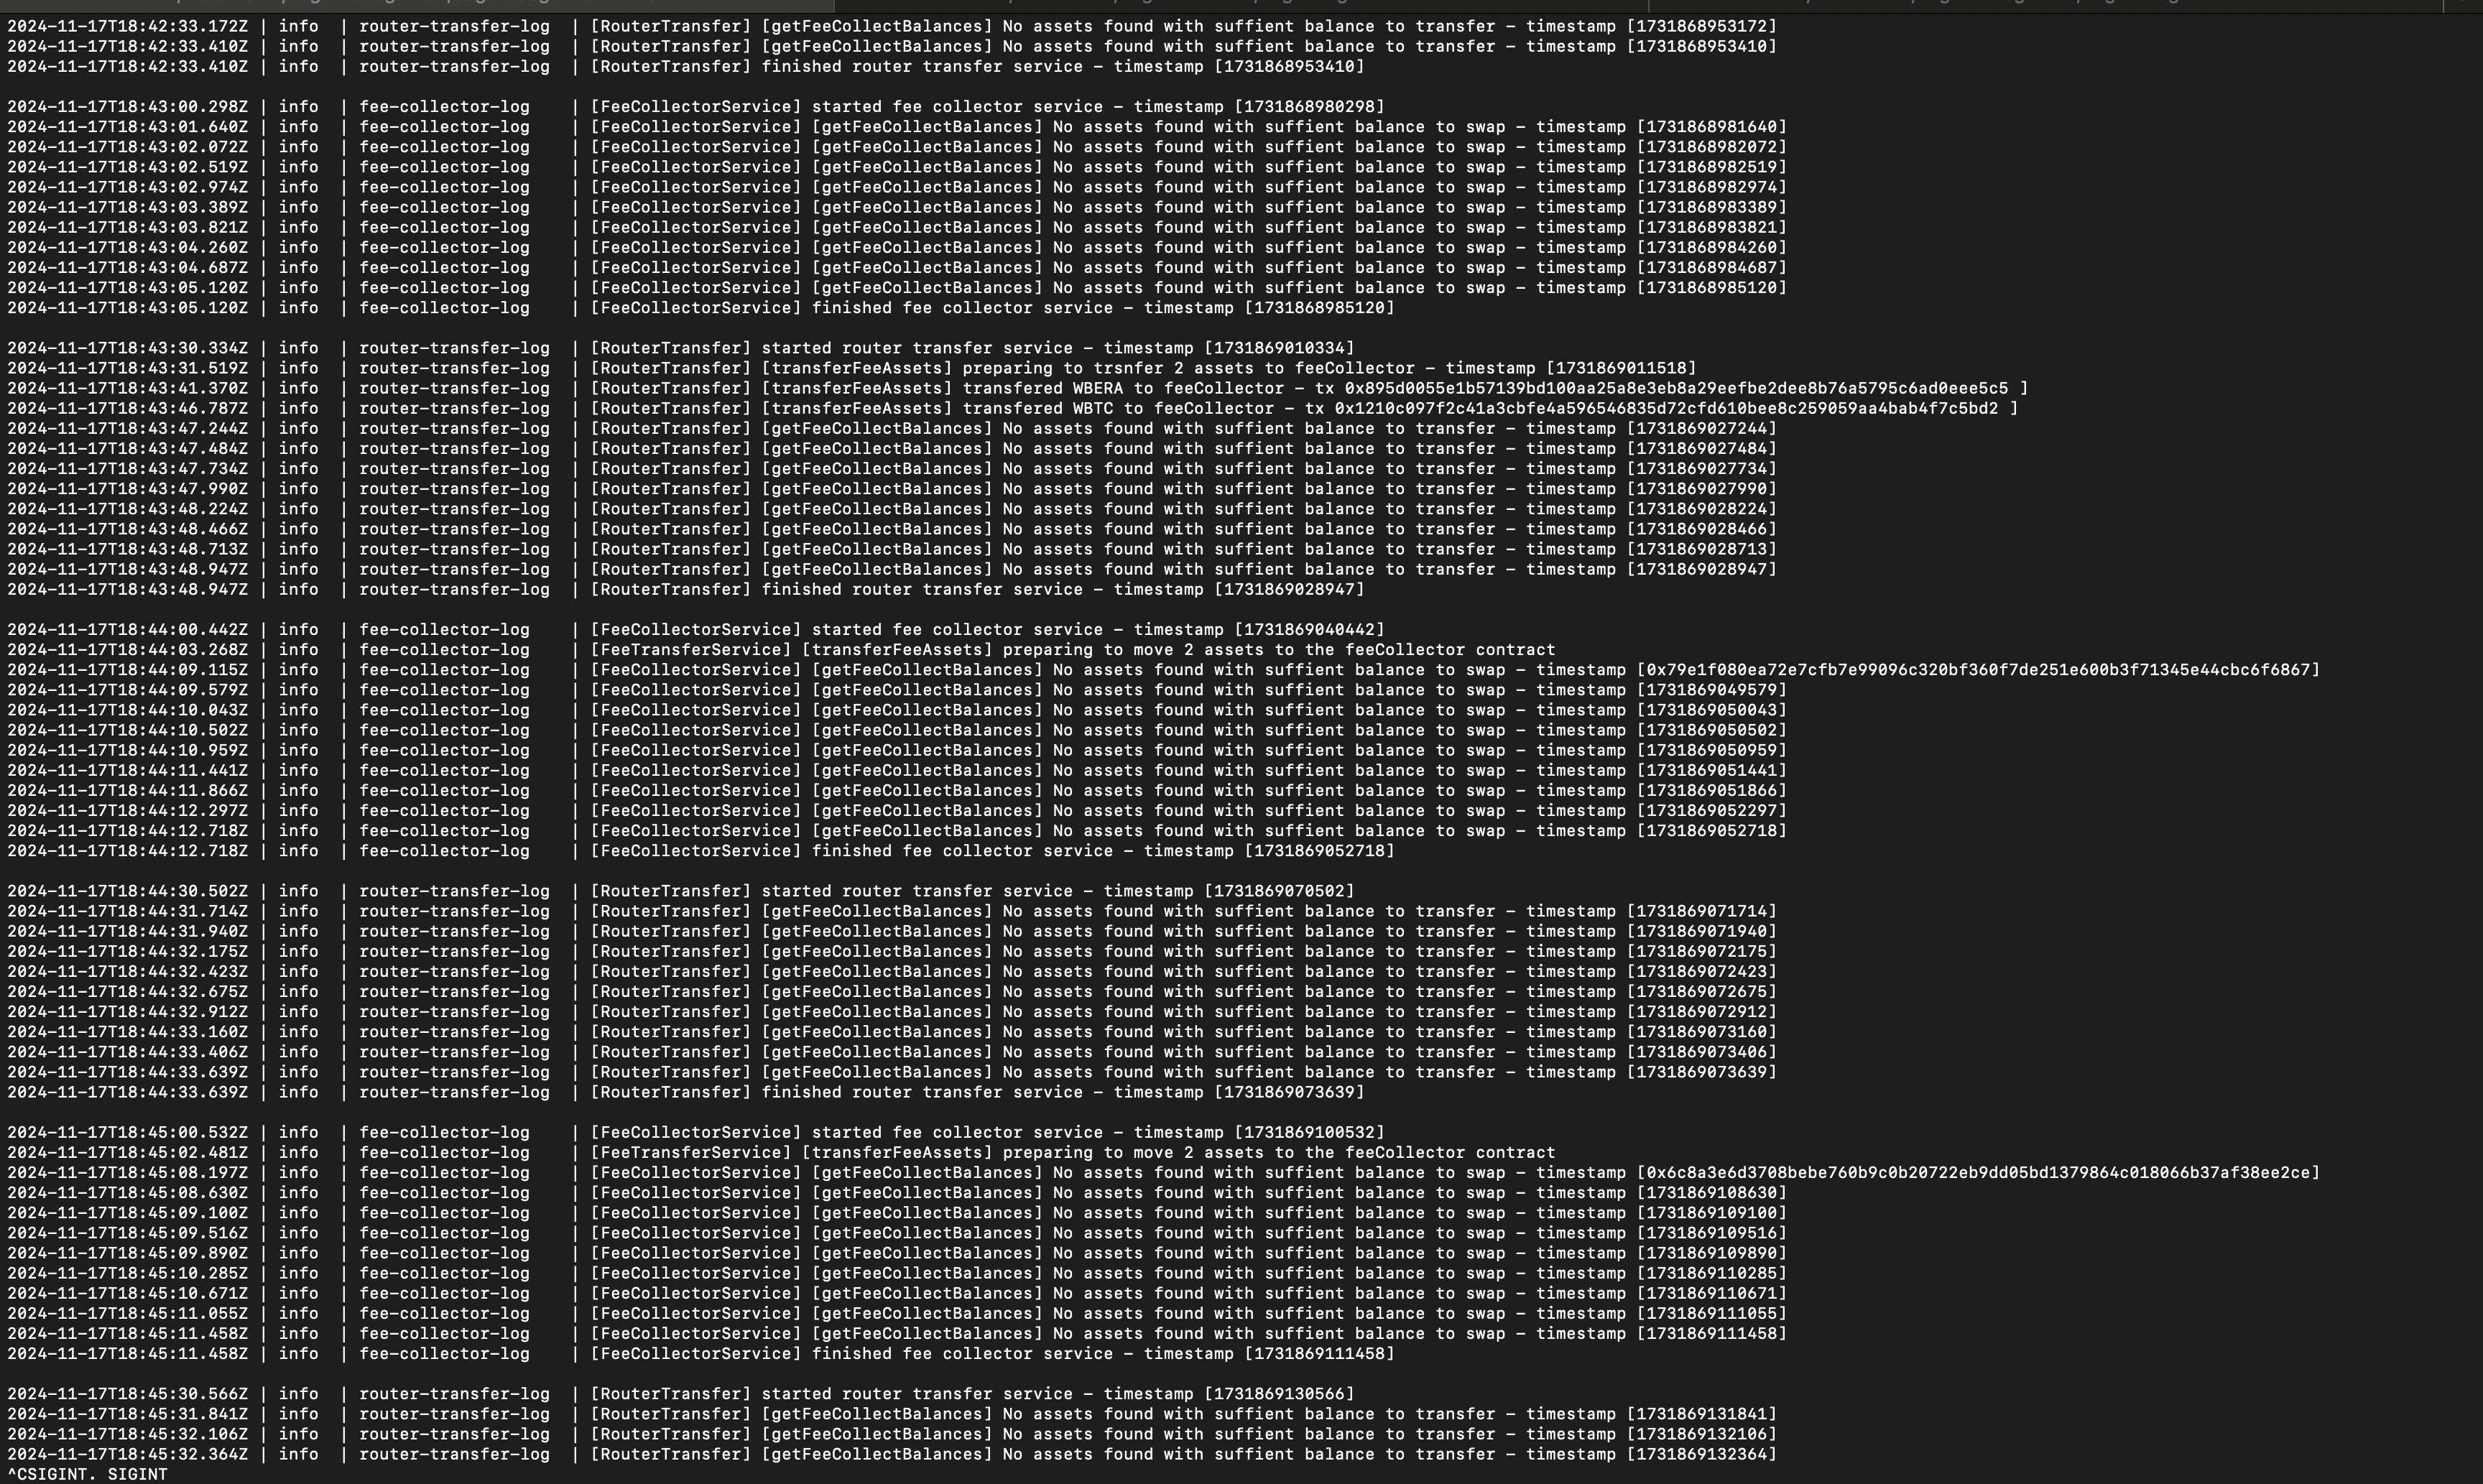 2024-11-17T18:42:33.172Z | info  | router-transfer-log  | [RouterTransfer] [getFeeCollectBalances] No assets found with suffient balance to transfer – timestamp [1731868953172]
2024-11-17T18:42:33.410Z | info  | router-transfer-log  | [RouterTransfer] [getFeeCollectBalances] No assets found with suffient balance to transfer – timestamp [1731868953410]
2024-11-17T18:42:33.410Z | info  | router-transfer-log  | [RouterTransfer] finished router transfer service – timestamp [1731868953410]
2024-11-17T18:43:00.298Z | info  | fee-collector-log    | [FeeCollectorService] started fee collector service – timestamp [1731868980298]
2024-11-17T18:43:01.640Z | info  | fee-collector-log    | [FeeCollectorService] [getFeeCollectBalances] No assets found with suffient balance to swap – timestamp [1731868981640]
2024-11-17T18:43:02.072Z | info  | fee-collector-log    | [FeeCollectorService] [getFeeCollectBalances] No assets found with suffient balance to swap – timestamp [1731868982072]
2024-11-17T18:43:02.519Z | info  | fee-collector-log    | [FeeCollectorService] [getFeeCollectBalances] No assets found with suffient balance to swap – timestamp [1731868982519]
2024-11-17T18:43:02.974Z | info  | fee-collector-log    | [FeeCollectorService] [getFeeCollectBalances] No assets found with suffient balance to swap – timestamp [1731868982974]
2024-11-17T18:43:03.389Z | info  | fee-collector-log    | [FeeCollectorService] [getFeeCollectBalances] No assets found with suffient balance to swap – timestamp [1731868983389]
2024-11-17T18:43:03.821Z | info  | fee-collector-log    | [FeeCollectorService] [getFeeCollectBalances] No assets found with suffient balance to swap – timestamp [1731868983821]
2024-11-17T18:43:04.260Z | info  | fee-collector-log    | [FeeCollectorService] [getFeeCollectBalances] No assets found with suffient balance to swap – timestamp [1731868984260]
2024-11-17T18:43:04.687Z | info  | fee-collector-log    | [FeeCollectorService] [getFeeCollectBalances] No assets found with suffient balance to swap – timestamp [1731868984687]
2024-11-17T18:43:05.120Z | info  | fee-collector-log    | [FeeCollectorService] [getFeeCollectBalances] No assets found with suffient balance to swap – timestamp [1731868985120]
2024-11-17T18:43:05.120Z | info  | fee-collector-log    | [FeeCollectorService] finished fee collector service – timestamp [1731868985120]
2024-11-17T18:43:30.334Z | info  | router-transfer-log  | [RouterTransfer] started router transfer service – timestamp [1731869010334]
2024-11-17T18:43:31.519Z | info  | router-transfer-log  | [RouterTransfer] [transferFeeAssets] preparing to trsnfer 2 assets to feeCollector – timestamp [1731869011518]
2024-11-17T18:43:41.370Z | info  | router-transfer-log  | [RouterTransfer] [transferFeeAssets] transfered WBERA to feeCollector – tx 0x895d0055e1b57139bd100aa25a8e3eb8a29eefbe2dee8b76a5795c6ad0eee5c5 ]
2024-11-17T18:43:46.787Z | info  | router-transfer-log  | [RouterTransfer] [transferFeeAssets] transfered WBTC to feeCollector – tx 0x1210c097f2c41a3cbfe4a596546835d72cfd610bee8c259059aa4bab4f7c5bd2 ]
2024-11-17T18:43:47.244Z | info  | router-transfer-log  | [RouterTransfer] [getFeeCollectBalances] No assets found with suffient balance to transfer – timestamp [1731869027244]
2024-11-17T18:43:47.484Z | info  | router-transfer-log  | [RouterTransfer] [getFeeCollectBalances] No assets found with suffient balance to transfer – timestamp [1731869027484]
2024-11-17T18:43:47.734Z | info  | router-transfer-log  | [RouterTransfer] [getFeeCollectBalances] No assets found with suffient balance to transfer – timestamp [1731869027734]
2024-11-17T18:43:47.990Z | info  | router-transfer-log  | [RouterTransfer] [getFeeCollectBalances] No assets found with suffient balance to transfer – timestamp [1731869027990]
2024-11-17T18:43:48.224Z | info  | router-transfer-log  | [RouterTransfer] [getFeeCollectBalances] No assets found with suffient balance to transfer – timestamp [1731869028224]
2024-11-17T18:43:48.466Z | info  | router-transfer-log  | [RouterTransfer] [getFeeCollectBalances] No assets found with suffient balance to transfer – timestamp [1731869028466]
2024-11-17T18:43:48.713Z | info  | router-transfer-log  | [RouterTransfer] [getFeeCollectBalances] No assets found with suffient balance to transfer – timestamp [1731869028713]
2024-11-17T18:43:48.947Z | info  | router-transfer-log  | [RouterTransfer] [getFeeCollectBalances] No assets found with suffient balance to transfer – timestamp [1731869028947]
2024-11-17T18:43:48.947Z | info  | router-transfer-log  | [RouterTransfer] finished router transfer service – timestamp [1731869028947]
2024-11-17T18:44:00.442Z | info  | fee-collector-log    | [FeeCollectorService] started fee collector service – timestamp [1731869040442]
2024-11-17T18:44:03.268Z | info  | fee-collector-log    | [FeeTransferService] [transferFeeAssets] preparing to move 2 assets to the feeCollector contract
2024-11-17T18:44:09.115Z | info  | fee-collector-log    | [FeeCollectorService] [getFeeCollectBalances] No assets found with suffient balance to swap – timestamp [0x79e1f080ea72e7cfb7e99096c320bf360f7de251e600b3f71345e44cbc6f6867]
2024-11-17T18:44:09.579Z | info  | fee-collector-log    | [FeeCollectorService] [getFeeCollectBalances] No assets found with suffient balance to swap – timestamp [1731869049579]
2024-11-17T18:44:10.043Z | info  | fee-collector-log    | [FeeCollectorService] [getFeeCollectBalances] No assets found with suffient balance to swap – timestamp [1731869050043]
2024-11-17T18:44:10.502Z | info  | fee-collector-log    | [FeeCollectorService] [getFeeCollectBalances] No assets found with suffient balance to swap – timestamp [1731869050502]
2024-11-17T18:44:10.959Z | info  | fee-collector-log    | [FeeCollectorService] [getFeeCollectBalances] No assets found with suffient balance to swap – timestamp [1731869050959]
2024-11-17T18:44:11.441Z | info  | fee-collector-log    | [FeeCollectorService] [getFeeCollectBalances] No assets found with suffient balance to swap – timestamp [1731869051441]
2024-11-17T18:44:11.866Z | info  | fee-collector-log    | [FeeCollectorService] [getFeeCollectBalances] No assets found with suffient balance to swap – timestamp [1731869051866]
2024-11-17T18:44:12.297Z | info  | fee-collector-log    | [FeeCollectorService] [getFeeCollectBalances] No assets found with suffient balance to swap – timestamp [1731869052297]
2024-11-17T18:44:12.718Z | info  | fee-collector-log    | [FeeCollectorService] [getFeeCollectBalances] No assets found with suffient balance to swap – timestamp [1731869052718]
2024-11-17T18:44:12.718Z | info  | fee-collector-log    | [FeeCollectorService] finished fee collector service – timestamp [1731869052718]
2024-11-17T18:44:30.502Z | info  | router-transfer-log  | [RouterTransfer] started router transfer service – timestamp [1731869070502]
2024-11-17T18:44:31.714Z | info  | router-transfer-log  | [RouterTransfer] [getFeeCollectBalances] No assets found with suffient balance to transfer – timestamp [1731869071714]
2024-11-17T18:44:31.940Z | info  | router-transfer-log  | [RouterTransfer] [getFeeCollectBalances] No assets found with suffient balance to transfer – timestamp [1731869071940]
2024-11-17T18:44:32.175Z | info  | router-transfer-log  | [RouterTransfer] [getFeeCollectBalances] No assets found with suffient balance to transfer – timestamp [1731869072175]
2024-11-17T18:44:32.423Z | info  | router-transfer-log  | [RouterTransfer] [getFeeCollectBalances] No assets found with suffient balance to transfer – timestamp [1731869072423]
2024-11-17T18:44:32.675Z | info  | router-transfer-log  | [RouterTransfer] [getFeeCollectBalances] No assets found with suffient balance to transfer – timestamp [1731869072675]
2024-11-17T18:44:32.912Z | info  | router-transfer-log  | [RouterTransfer] [getFeeCollectBalances] No assets found with suffient balance to transfer – timestamp [1731869072912]
2024-11-17T18:44:33.160Z | info  | router-transfer-log  | [RouterTransfer] [getFeeCollectBalances] No assets found with suffient balance to transfer – timestamp [1731869073160]
2024-11-17T18:44:33.406Z | info  | router-transfer-log  | [RouterTransfer] [getFeeCollectBalances] No assets found with suffient balance to transfer – timestamp [1731869073406]
2024-11-17T18:44:33.639Z | info  | router-transfer-log  | [RouterTransfer] [getFeeCollectBalances] No assets found with suffient balance to transfer – timestamp [1731869073639]
2024-11-17T18:44:33.639Z | info  | router-transfer-log  | [RouterTransfer] finished router transfer service – timestamp [1731869073639]
2024-11-17T18:45:00.532Z | info  | fee-collector-log    | [FeeCollectorService] started fee collector service – timestamp [1731869100532]
2024-11-17T18:45:02.481Z | info  | fee-collector-log    | [FeeTransferService] [transferFeeAssets] preparing to move 2 assets to the feeCollector contract
2024-11-17T18:45:08.197Z | info  | fee-collector-log    | [FeeCollectorService] [getFeeCollectBalances] No assets found with suffient balance to swap – timestamp [0x6c8a3e6d3708bebe760b9c0b20722eb9dd05bd1379864c018066b37af38ee2ce]
2024-11-17T18:45:08.630Z | info  | fee-collector-log    | [FeeCollectorService] [getFeeCollectBalances] No assets found with suffient balance to swap – timestamp [1731869108630]
2024-11-17T18:45:09.100Z | info  | fee-collector-log    | [FeeCollectorService] [getFeeCollectBalances] No assets found with suffient balance to swap – timestamp [1731869109100]
2024-11-17T18:45:09.516Z | info  | fee-collector-log    | [FeeCollectorService] [getFeeCollectBalances] No assets found with suffient balance to swap – timestamp [1731869109516]
2024-11-17T18:45:09.890Z | info  | fee-collector-log    | [FeeCollectorService] [getFeeCollectBalances] No assets found with suffient balance to swap – timestamp [1731869109890]
2024-11-17T18:45:10.285Z | info  | fee-collector-log    | [FeeCollectorService] [getFeeCollectBalances] No assets found with suffient balance to swap – timestamp [1731869110285]
2024-11-17T18:45:10.671Z | info  | fee-collector-log    | [FeeCollectorService] [getFeeCollectBalances] No assets found with suffient balance to swap – timestamp [1731869110671]
2024-11-17T18:45:11.055Z | info  | fee-collector-log    | [FeeCollectorService] [getFeeCollectBalances] No assets found with suffient balance to swap – timestamp [1731869111055]
2024-11-17T18:45:11.458Z | info  | fee-collector-log    | [FeeCollectorService] [getFeeCollectBalances] No assets found with suffient balance to swap – timestamp [1731869111458]
2024-11-17T18:45:11.458Z | info  | fee-collector-log    | [FeeCollectorService] finished fee collector service – timestamp [1731869111458]
2024-11-17T18:45:30.566Z | info  | router-transfer-log  | [RouterTransfer] started router transfer service – timestamp [1731869130566]
2024-11-17T18:45:31.841Z | info  | router-transfer-log  | [RouterTransfer] [getFeeCollectBalances] No assets found with suffient balance to transfer – timestamp [1731869131841]
2024-11-17T18:45:32.106Z | info  | router-transfer-log  | [RouterTransfer] [getFeeCollectBalances] No assets found with suffient balance to transfer – timestamp [1731869132106]
2024-11-17T18:45:32.364Z | info  | router-transfer-log  | [RouterTransfer] [getFeeCollectBalances] No assets found with suffient balance to transfer – timestamp [1731869132364]
^CSIGINT. SIGINT